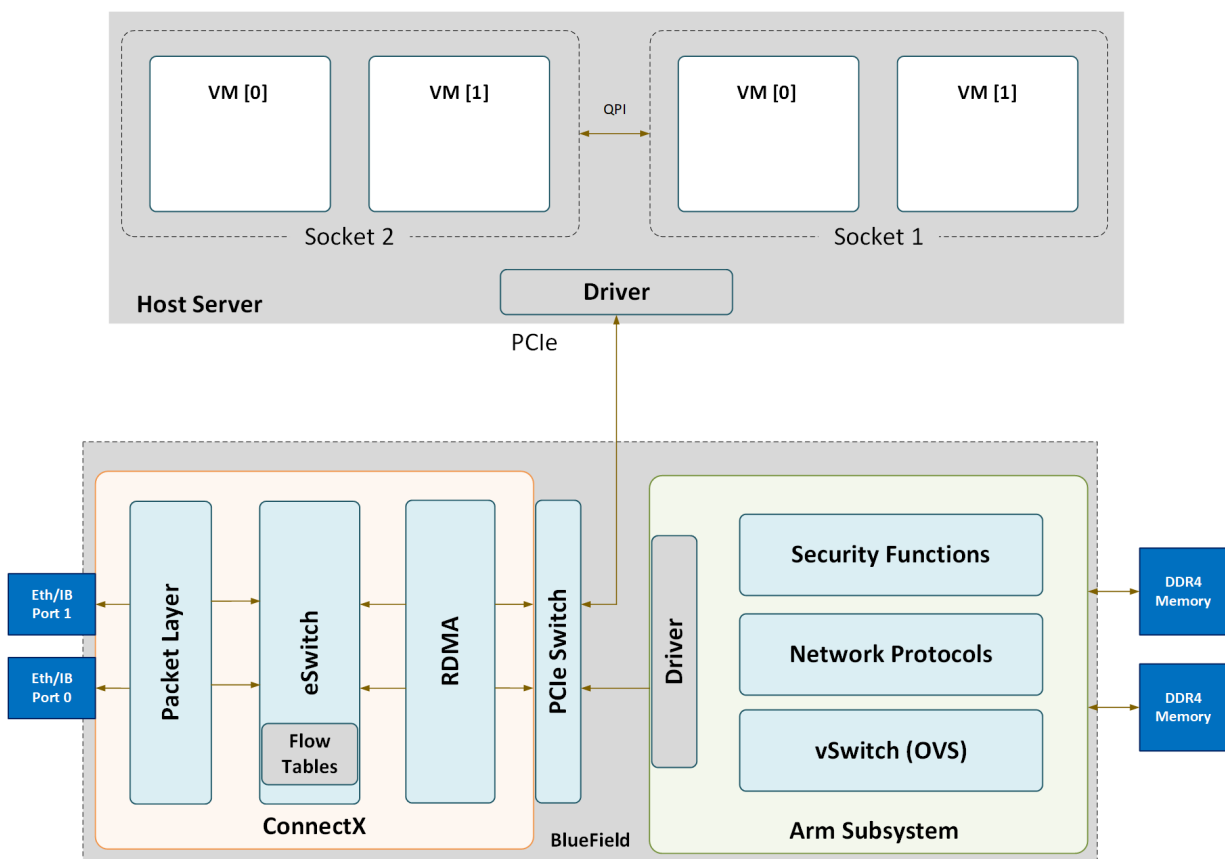 VM [0]
VM [1]
QPI
VM [0]
VM [1]
Socket 2
Socket 1
Driver
Host Server
PCIe
Eth/IB
Port 1
Eth/IB
Port 0
Packet Layer
eSwitch
Flow
Tables
RDMA
ConnectX
PCIe Switch
BlueField
Driver
Security Functions
Network Protocols
vSwitch (OVS)
Arm Subsystem
DDR4
Memory
DDR4
Memory